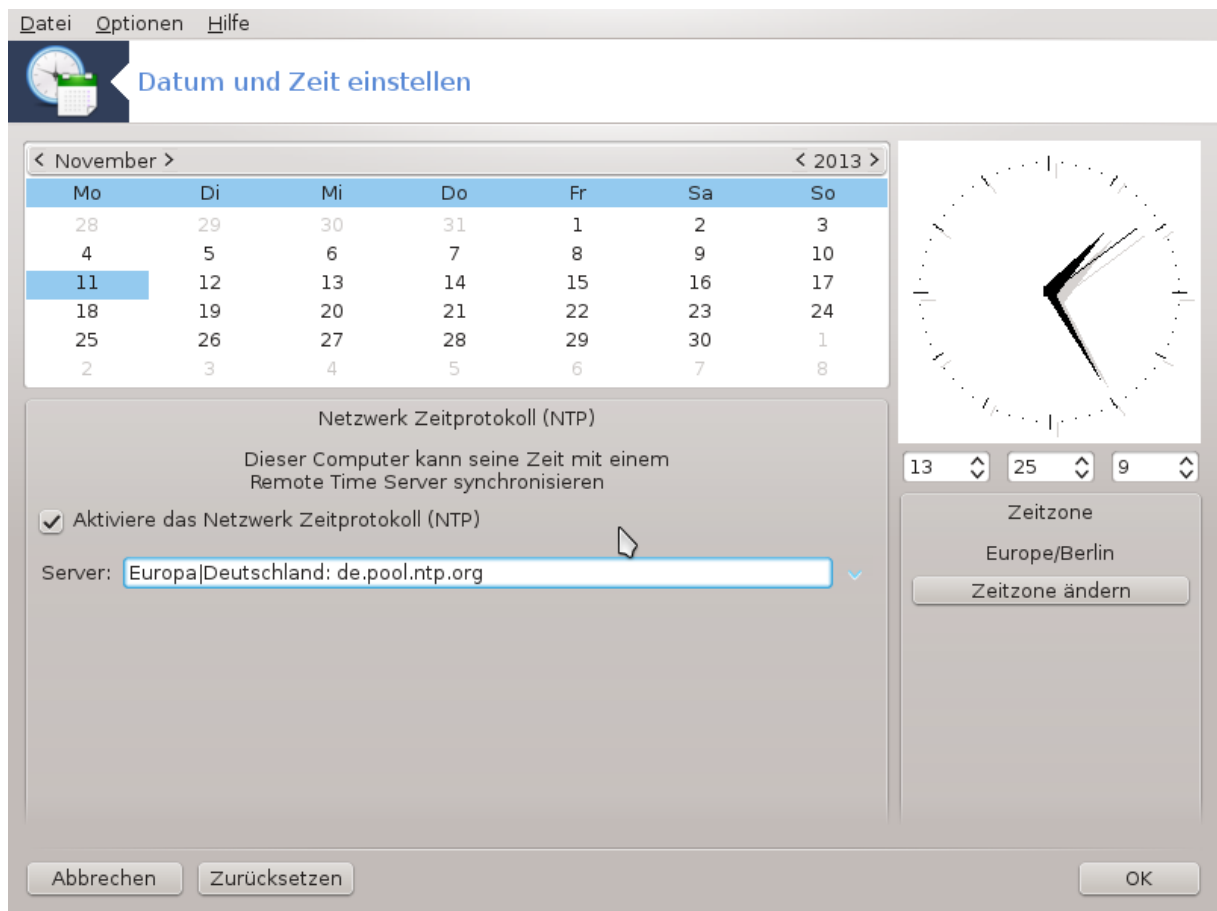 Datei Optionen Hilfe
Datum und Zeit einstellen
< November > < 2013 >
Mo Di Mi Do Fr Sa So
28 29 30 31 1 2 3
4 5 6 7 8 9 10
11 12 13 14 15 16 17
18 19 20 21 22 23 24
25 26 27 28 29 30 1
2 3 4 5 6 7 8
Netzwerk Zeitprotokoll (NTP)
Dieser Computer kann seine Zeit mit einem
Remote Time Server synchronisieren
Aktiviere das Netzwerk Zeitprotokoll (NTP)
Server: Europa|Deutschland: de.pool.ntp.org
13 25 9
Zeitzone
Europe/Berlin
Zeitzone ändern
Abbrechen Zurücksetzen OK